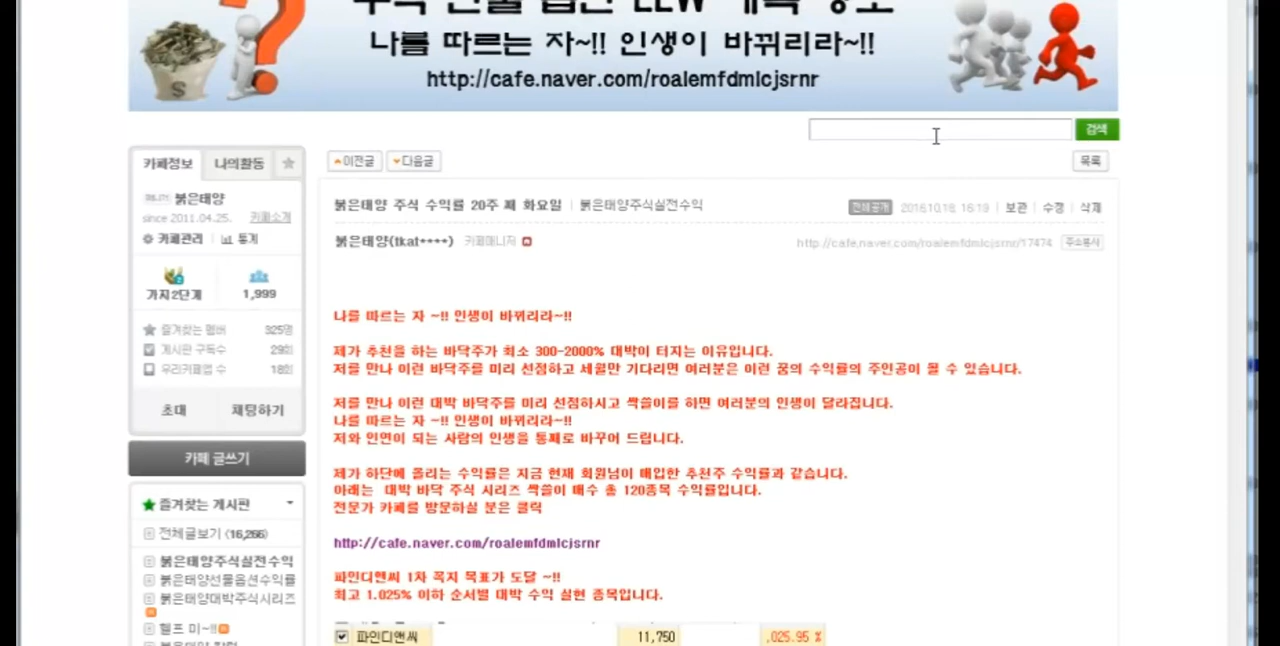 나를 따르는 자~!! 인생이 바뀌리라~!!
http://cafe.naver.com/roalemfdmlcjsrnr
검색
카페정보 나의활동
이전글 다음글 목록
붉은태양
since 2011.04.25. 카페소개
카페관리 통계
가지2단계 1,999
즐겨찾는 멤버 325명
게시판 구독수 29회
우리카페앱 수 18회
초대 채팅하기
카페 글쓰기
즐겨찾는 게시판
전체글보기 (16,266)
붉은태양주식실전수익
붉은태양선물옵션수익률
붉은태양대박주식시리즈
헬프 미~!!
붉은태양 주식 수익률 20주 째 화요일 | 붉은태양주식실전수익
전체공개 2016.10.18. 16:19 | 보관 | 수정 | 삭제
붉은태양(tkat****) 카페매니저
http://cafe.naver.com/roalemfdmlcjsrnr/17474 주소복사
나를 따르는 자 ~!! 인생이 바뀌리라~!!
제가 추천을 하는 바닥주가 최소 300-2000% 대박이 터지는 이유입니다.
저를 만나 이런 바닥주를 미리 선점하고 세월만 기다리면 여러분은 이런 꿈의 수익률의 주인공이 될 수 있습니다.
저를 만나 이런 대박 바닥주를 미리 선점하시고 싹쓸이를 하면 여러분의 인생이 달라집니다.
나를 따르는 자 ~!! 인생이 바뀌리라~!!
저와 인연이 되는 사람의 인생을 통째로 바꾸어 드립니다.
제가 하단에 올리는 수익률은 지금 현재 회원님이 매입한 추천주 수익률과 같습니다.
아래는 대박 바닥 주식 시리즈 싹쓸이 매수 총 120종목 수익률입니다.
전문가 카페를 방문하실 분은 클릭
http://cafe.naver.com/roalemfdmlcjsrnr
파인디앤씨 1차 꼭지 목표가 도달 ~!!
최고 1.025% 이하 순서별 대박 수익 실현 종목입니다.
파인디앤씨 11,750 ,025.95 %